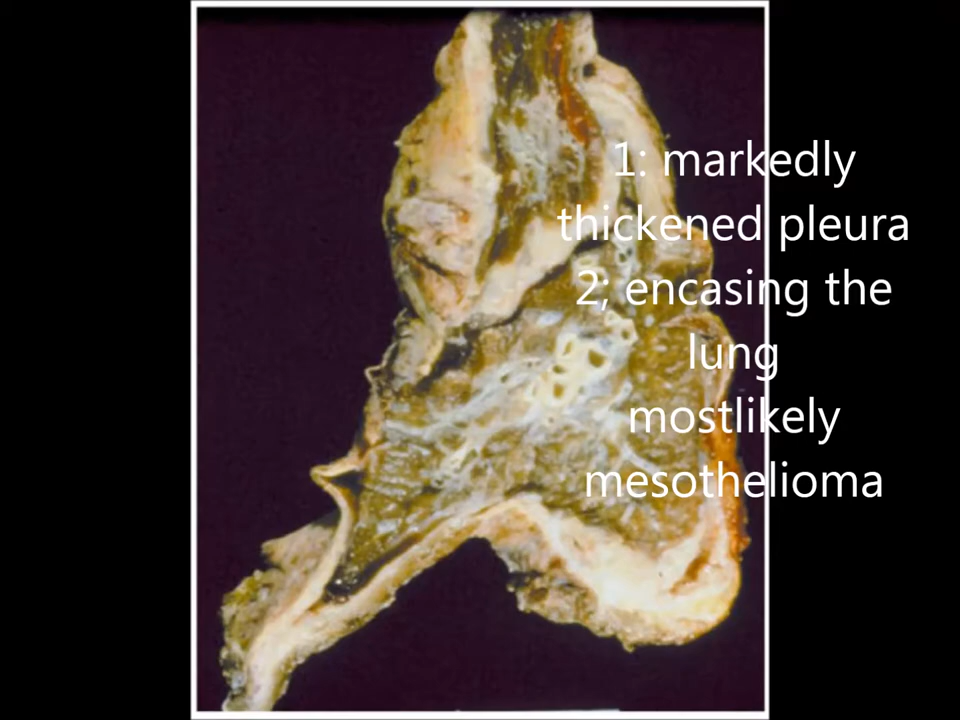 1: markedly
thickened pleura
2; encasing the
lung
mostlikely
mesothelioma